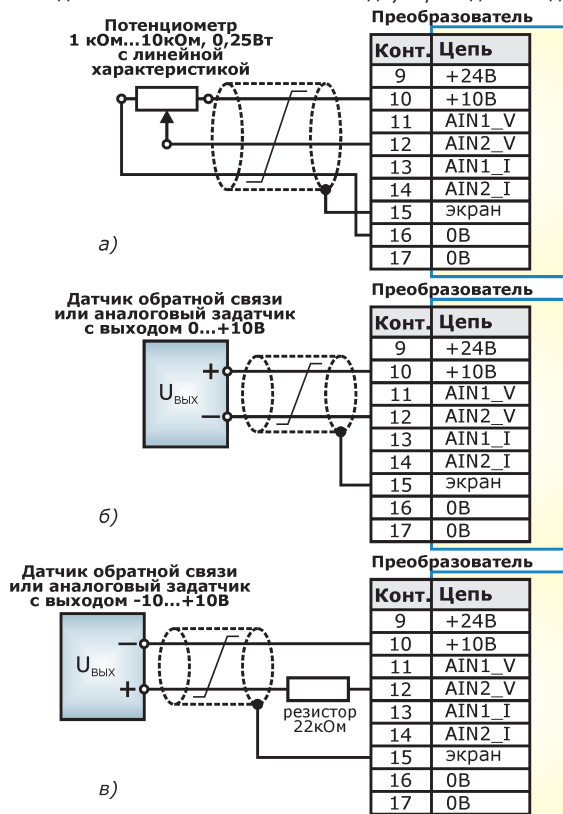 Потенциометр
1 кОм...10кОм, 0,25Вт
с линейной
характеристикой
Преобразователь
Конт. Цепь
9 +24В
10 +10В
11 AIN1_V
12 AIN2_V
13 AIN1_I
14 AIN2_I
15 экран
16 0В
17 0В
а)
Датчик обратной связи
или аналоговый задатчик
с выходом 0...+10В
Uвых
+
−
Преобразователь
Конт. Цепь
9 +24В
10 +10В
11 AIN1_V
12 AIN2_V
13 AIN1_I
14 AIN2_I
15 экран
16 0В
17 0В
б)
Датчик обратной связи
или аналоговый задатчик
с выходом -10...+10В
Uвых
−
+
резистор
22кОм
Преобразователь
Конт. Цепь
9 +24В
10 +10В
11 AIN1_V
12 AIN2_V
13 AIN1_I
14 AIN2_I
15 экран
16 0В
17 0В
в)